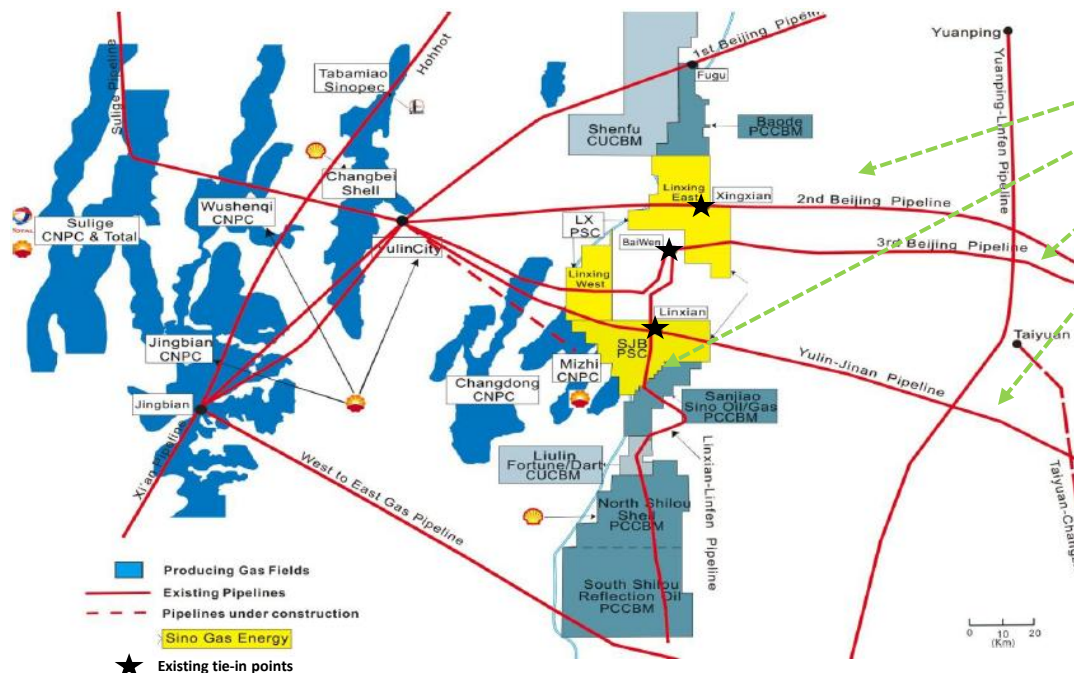 Sulige Pipeline
Hohhot
1st Beijing Pipeline
Yuanping
Tabamiao
Sinopec
Fugu
Yuanping-Linfen Pipeline
Shenfu
CUCBM
Baode
PCCBM
Changbei
Shell
Wushenqi
CNPC
Linxing
East
Xingxian
2nd Beijing Pipeline
LX
PSC
Sulige
CNPC & Total
YulinCity
BaiWen
3rd Beijing Pipeline
Linxing
West
Linxian
Jingbian
CNPC
SJB
PSC
Taiyuan
Mizhi
CNPC
Yulin-Jinan Pipeline
Changdong
CNPC
Sanjiao
Sino Oil/Gas
PCCBM
Jingbian
Liulin
Fortune/Dart
CUCBM
Linxian-Linfen Pipeline
Xi'an Pipeline
West to East Gas Pipeline
North Shilou
Shell
PCCBM
South Shilou
Reflection Oil
PCCBM
Producing Gas Fields
Existing Pipelines
Pipelines under construction
Sino Gas Energy
Existing tie-in points
0 10 20
(Km)